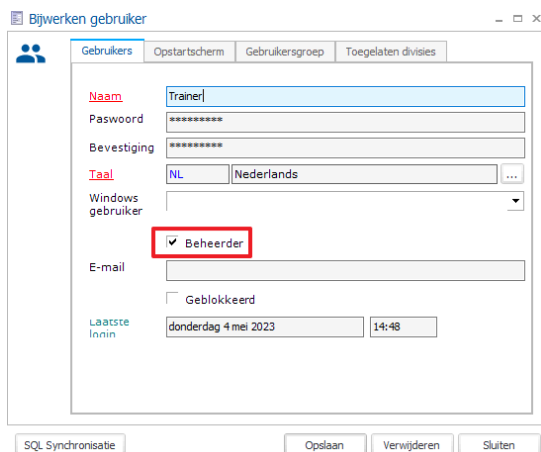 Bijwerken gebruiker
Gebruikers Opstartscherm Gebruikersgroep Toegelaten divisies
Naam Trainer
Paswoord *********
Bevestiging *********
Taal NL Nederlands ...
Windows
gebruiker
Beheerder
E-mail
Geblokkeerd
Laatste
login donderdag 4 mei 2023 14:48
SQL Synchronisatie Opslaan Verwijderen Sluiten